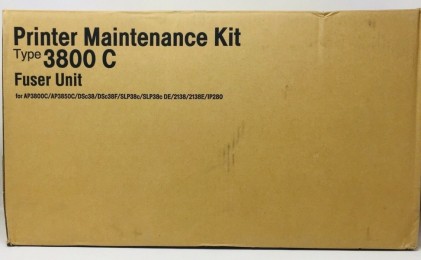 Printer Maintenance Kit
Type 3800 C
Fuser Unit
for AP3800C/AP3850C/DSc38/DSc38F/SLP38c/SLP38c DE/2138/2138E/IP280